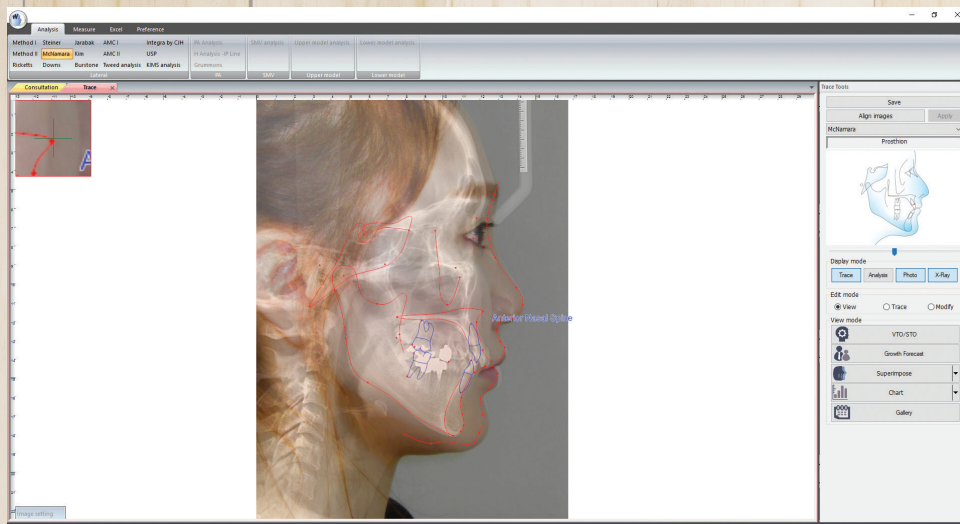 Analysis Measure Excel Preference
Method I Steiner Jarabak AMC I Integra by CIH PA Analysis SMV analysis Upper model analysis Lower model analysis
Method II McNamara Kim AMC II USP H Analysis -IP Line
Ricketts Downs Burstone Tweed analysis KIMS analysis Grummons
Lateral PA SMV Upper model Lower model
Consultation Trace
Trace Tools
Save
Align images Apply
McNamara
Prosthion
A
Anterior Nasal Spine
Display mode
Trace Analysis Photo X-Ray
Edit mode
View Trace Modify
View mode
VTO/STO
Growth Forecast
Superimpose
Chart
Gallery
Image setting